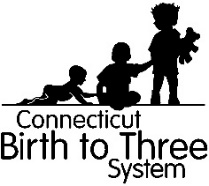 Connecticut
Birth to Three
System